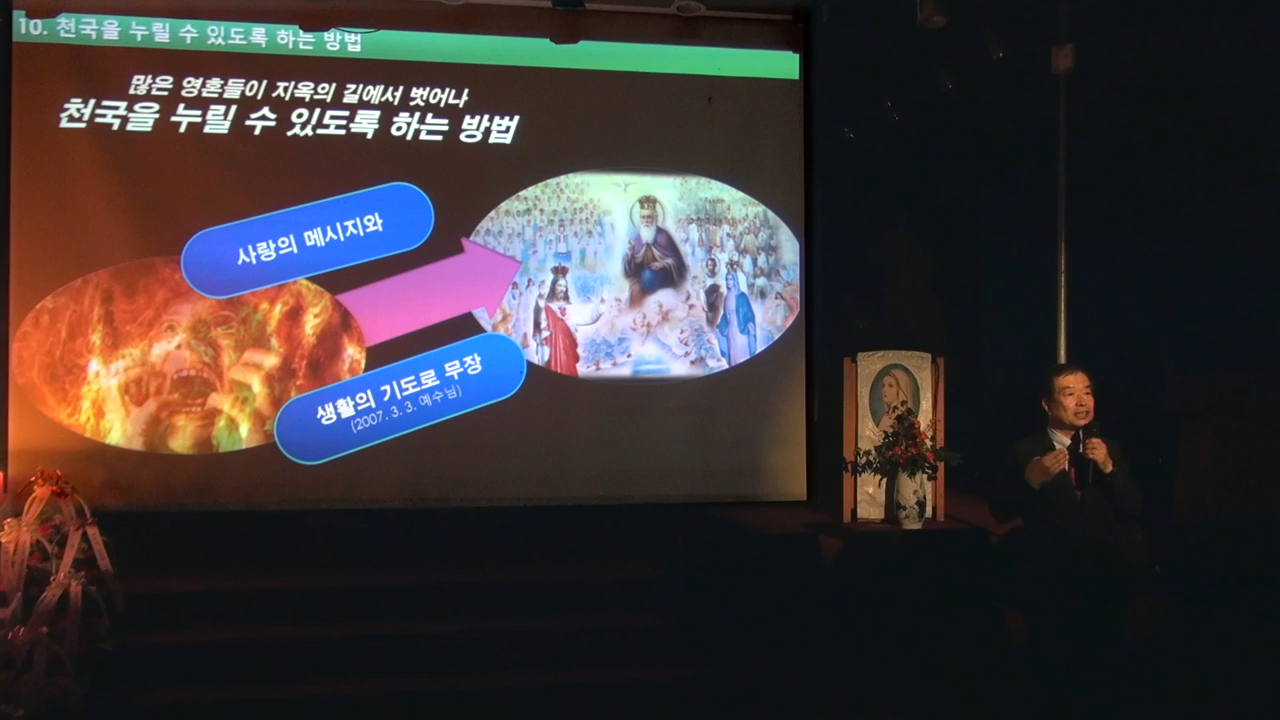 10. 천국을 누릴 수 있도록 하는 방법
많은 영혼들이 지옥의 길에서 벗어나
천국을 누릴 수 있도록 하는 방법
사랑의 메시지와
생활의 기도로 무장
(2007. 3. 3. 예수님)